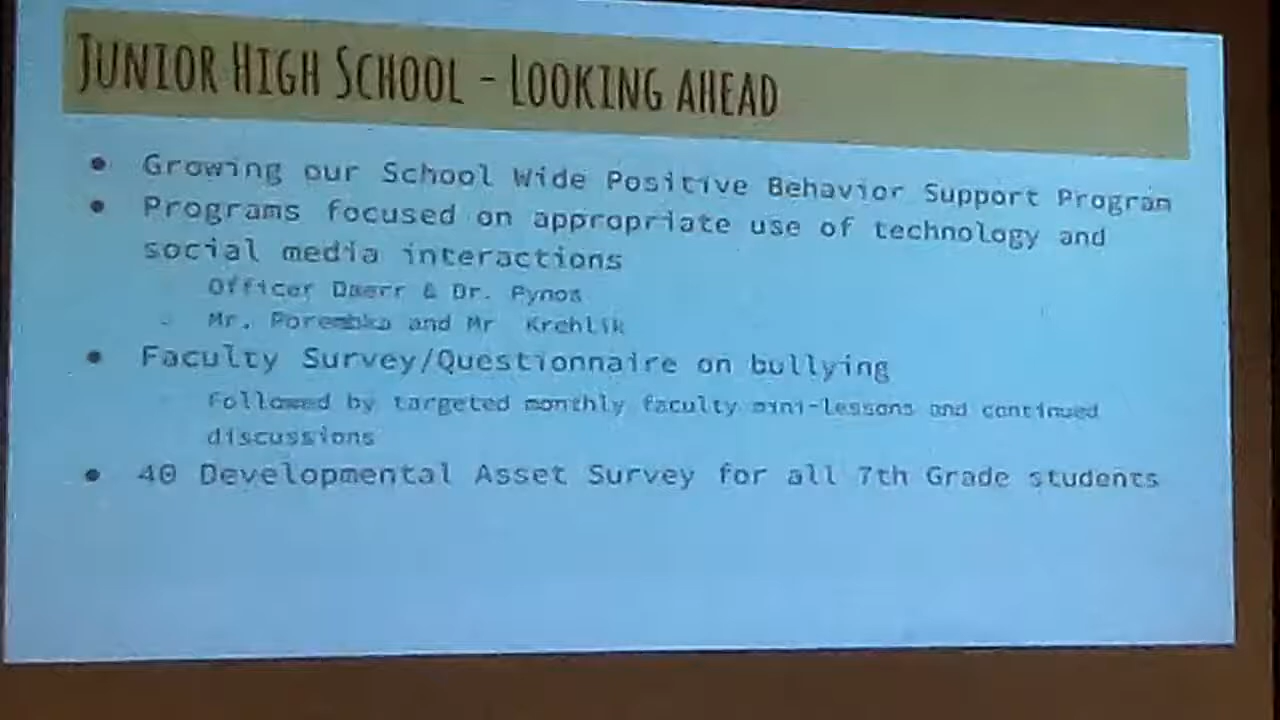 JUNIOR HIGH SCHOOL - LOOKING AHEAD
• Growing our School Wide Positive Behavior Support Program
• Programs focused on appropriate use of technology and
social media interactions
Officer Daerr & Dr. Pynos
Mr. Porembka and Mr Krehlik
• Faculty Survey/Questionnaire on bullying
Followed by targeted monthly faculty mini-lessons and continued
discussions
• 40 Developmental Asset Survey for all 7th Grade students